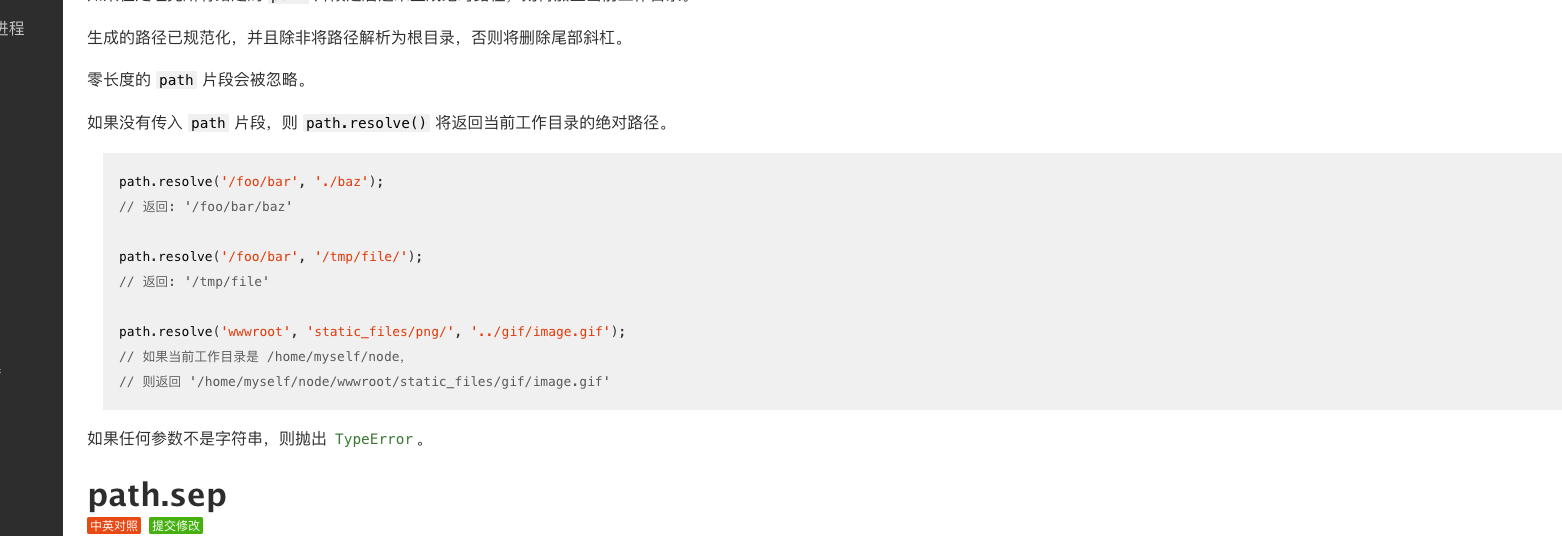 进程
生成的路径已规范化，并且除非将路径解析为根目录，否则将删除尾部斜杠。
零长度的 path 片段会被忽略。
如果没有传入 path 片段，则 path.resolve() 将返回当前工作目录的绝对路径。
path.resolve('/foo/bar', './baz');
// 返回: '/foo/bar/baz'
path.resolve('/foo/bar', '/tmp/file/');
// 返回: '/tmp/file'
path.resolve('wwwroot', 'static_files/png/', '../gif/image.gif');
// 如果当前工作目录是 /home/myself/node，
// 则返回 '/home/myself/node/wwwroot/static_files/gif/image.gif'
如果任何参数不是字符串，则抛出 TypeError。
path.sep
中英对照 提交修改